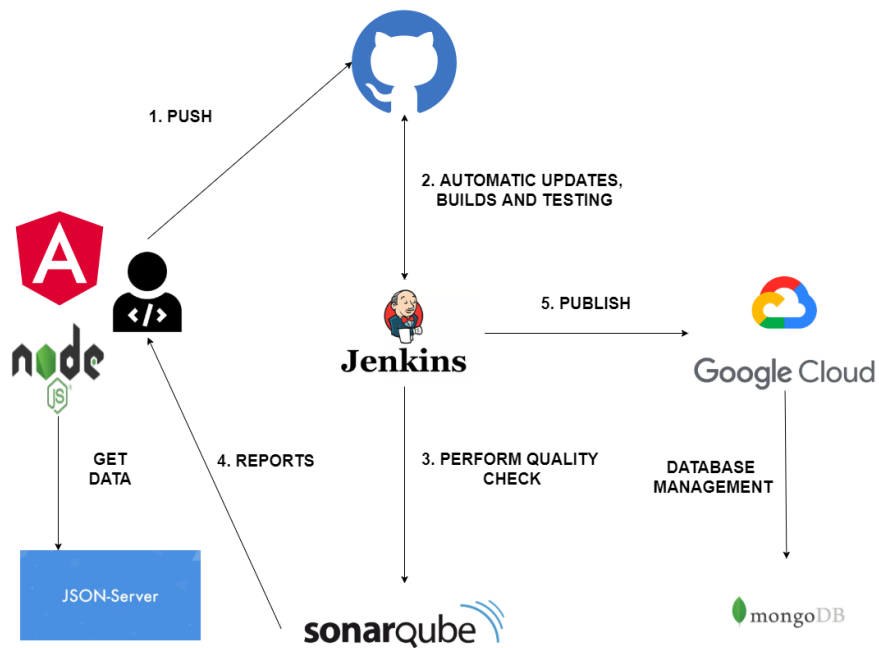 1. PUSH
2. AUTOMATIC UPDATES,
BUILDS AND TESTING
A
</>
node
JS
Jenkins
5. PUBLISH
Google Cloud
GET
DATA
4. REPORTS
3. PERFORM QUALITY
CHECK
DATABASE
MANAGEMENT
JSON-Server
sonarqube
mongoDB